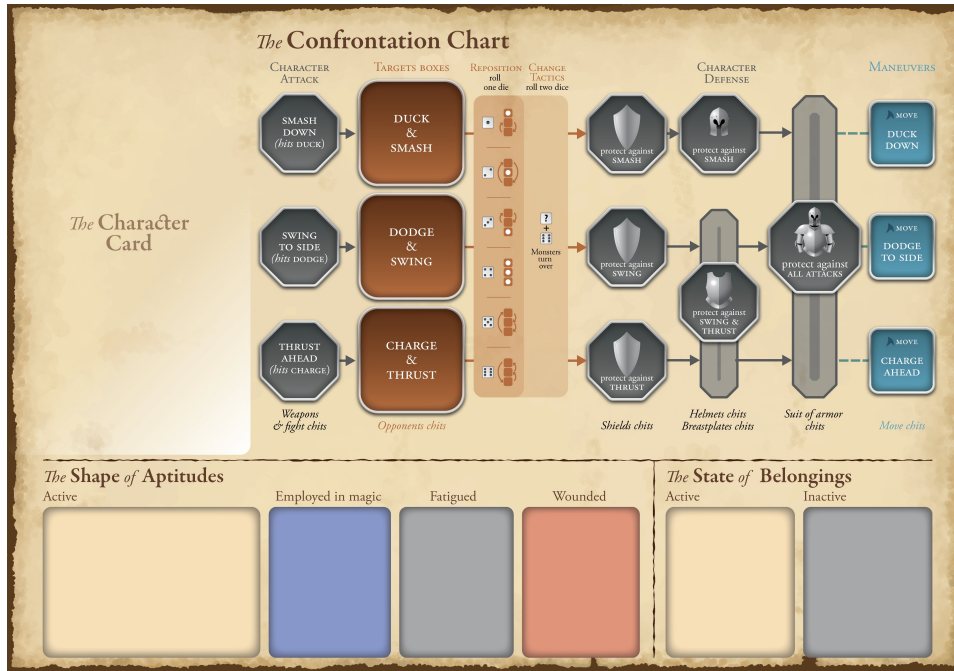 The Confrontation Chart
CHARACTER
ATTACK
TARGETS BOXES
REPOSITION
roll
one die
CHANGE
TACTICS
roll two dice
CHARACTER
DEFENSE
MANEUVERS
SMASH
DOWN
(hits DUCK)
DUCK
&
SMASH
protect against
SMASH
protect against
SMASH
MOVE
DUCK
DOWN
The Character
Card
SWING
TO SIDE
(hits DODGE)
DODGE
&
SWING
?
+
Monsters
turn
over
protect against
SWING
protect against
SWING &
THRUST
protect against
ALL ATTACKS
MOVE
DODGE
TO SIDE
THRUST
AHEAD
(hits CHARGE)
CHARGE
&
THRUST
protect against
THRUST
MOVE
CHARGE
AHEAD
Weapons
& fight chits
Opponents chits
Shields chits
Helmets chits
Breastplates chits
Suit of armor
chits
Move chits
The Shape of Aptitudes
Active
Employed in magic
Fatigued
Wounded
The State of Belongings
Active
Inactive